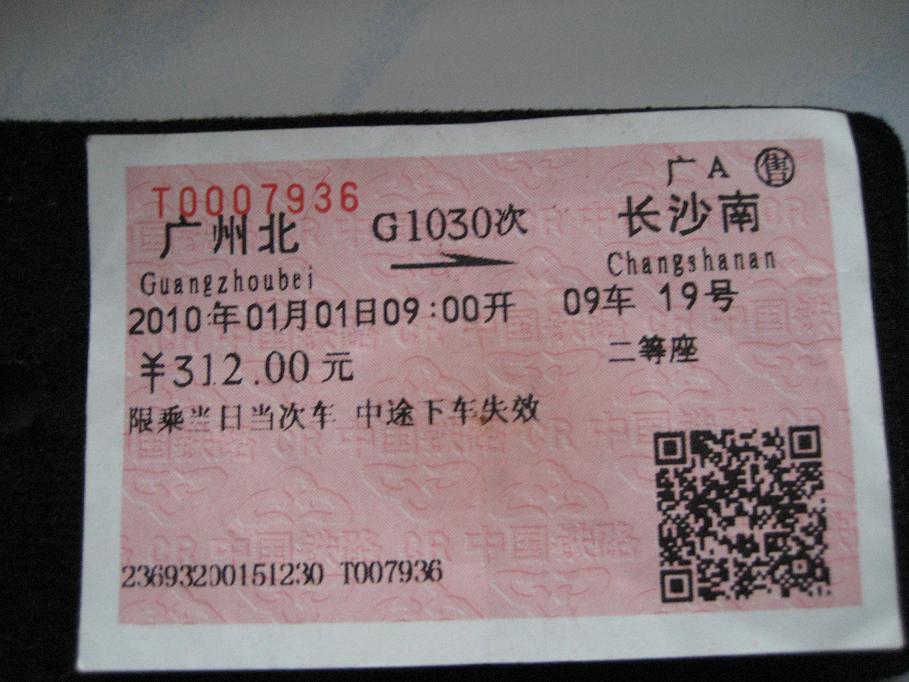 广A 售
T0007936
广州北 G1030次 长沙南
Guangzhoubei Changshanan
2010年01月01日09:00开 09车 19号
￥312.00元 二等座
限乘当日当次车 中途下车失效
23693200151230 T007936